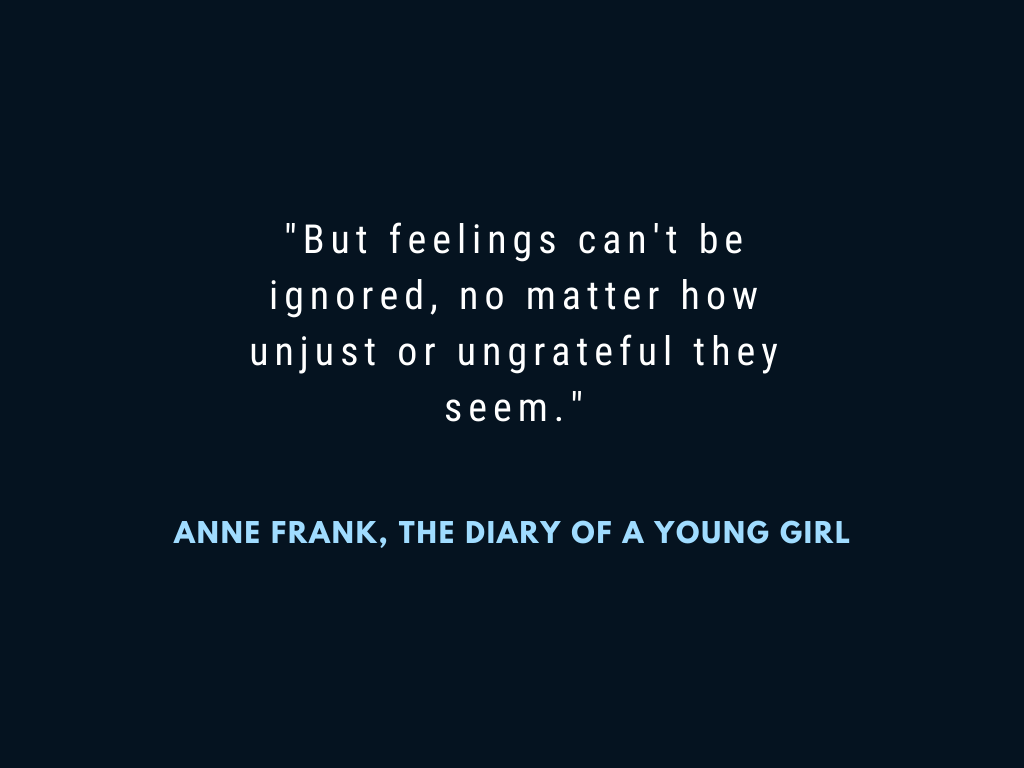 "But feelings can't be
ignored, no matter how
unjust or ungrateful they
seem."
ANNE FRANK, THE DIARY OF A YOUNG GIRL